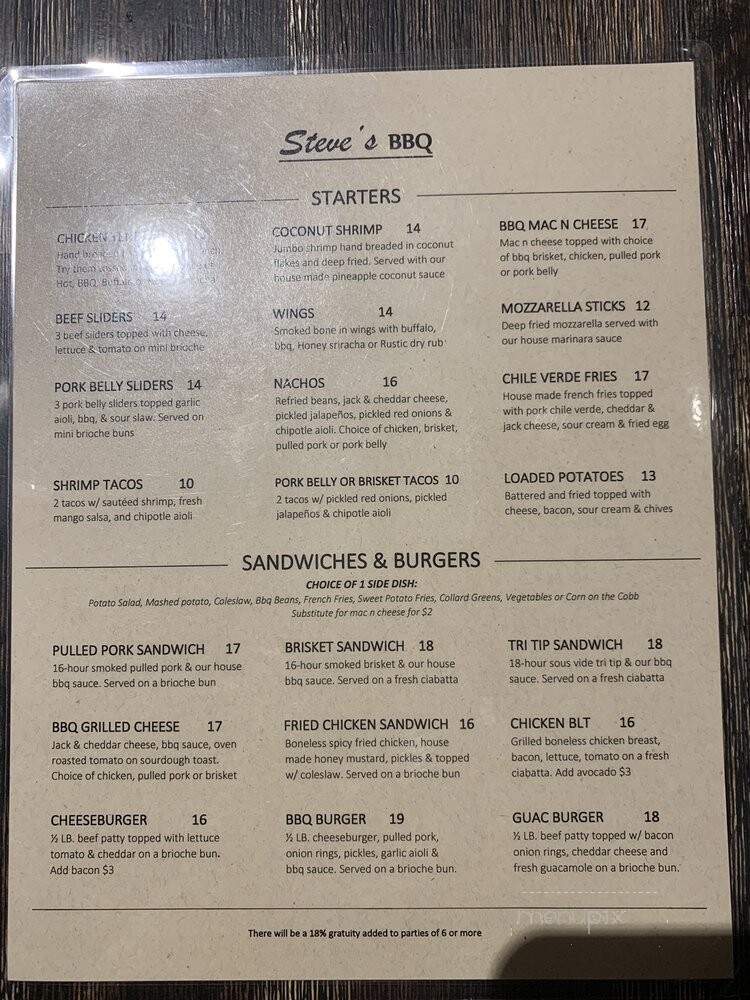 Steve's BBQ
STARTERS
CHICKEN
Hand
Try them
Hot, BBQ, Buffalo
COCONUT SHRIMP 14
Jumbo shrimp hand breaded in coconut
flakes and deep fried. Served with our
house made pineapple coconut sauce
BBQ MAC N CHEESE 17
Mac n cheese topped with choice
of bbq brisket, chicken, pulled pork
or pork belly
BEEF SLIDERS 14
3 beef sliders topped with cheese,
lettuce & tomato on mini brioche
WINGS 14
Smoked bone in wings with buffalo,
bbq, Honey sriracha or Rustic dry rub
MOZZARELLA STICKS 12
Deep fried mozzarella served with
our house marinara sauce
PORK BELLY SLIDERS 14
3 pork belly sliders topped garlic
aioli, bbq, & sour slaw. Served on
mini brioche buns
NACHOS 16
Refried beans, jack & cheddar cheese,
pickled jalapeños, pickled red onions &
chipotle aioli. Choice of chicken, brisket,
pulled pork or pork belly
CHILE VERDE FRIES 17
House made french fries topped
with pork chile verde, cheddar &
jack cheese, sour cream & fried egg
SHRIMP TACOS 10
2 tacos w/ sautéed shrimp, fresh
mango salsa, and chipotle aioli
PORK BELLY OR BRISKET TACOS 10
2 tacos w/ pickled red onions, pickled
jalapeños & chipotle aioli
LOADED POTATOES 13
Battered and fried topped with
cheese, bacon, sour cream & chives
SANDWICHES & BURGERS
CHOICE OF 1 SIDE DISH:
Potato Salad, Mashed potato, Coleslaw, Bbq Beans, French Fries, Sweet Potato Fries, Collard Greens, Vegetables or Corn on the Cobb
Substitute for mac n cheese for $2
PULLED PORK SANDWICH 17
16-hour smoked pulled pork & our house
bbq sauce. Served on a brioche bun
BRISKET SANDWICH 18
16-hour smoked brisket & our house
bbq sauce. Served on a fresh ciabatta
TRI TIP SANDWICH 18
18-hour sous vide tri tip & our bbq
sauce. Served on a fresh ciabatta
BBQ GRILLED CHEESE 17
Jack & cheddar cheese, bbq sauce, oven
roasted tomato on sourdough toast.
Choice of chicken, pulled pork or brisket
FRIED CHICKEN SANDWICH 16
Boneless spicy fried chicken, house
made honey mustard, pickles & topped
w/ coleslaw. Served on a brioche bun
CHICKEN BLT 16
Grilled boneless chicken breast,
bacon, lettuce, tomato on a fresh
ciabatta. Add avocado $3
CHEESEBURGER 16
½ LB. beef patty topped with lettuce
tomato & cheddar on a brioche bun.
Add bacon $3
BBQ BURGER 19
½ LB. cheeseburger, pulled pork,
onion rings, pickles, garlic aioli &
bbq sauce. Served on a brioche bun.
GUAC BURGER 18
½ LB. beef patty topped w/ bacon
onion rings, cheddar cheese and
fresh guacamole on a brioche bun.
menupix
There will be a 18% gratuity added to parties of 6 or more